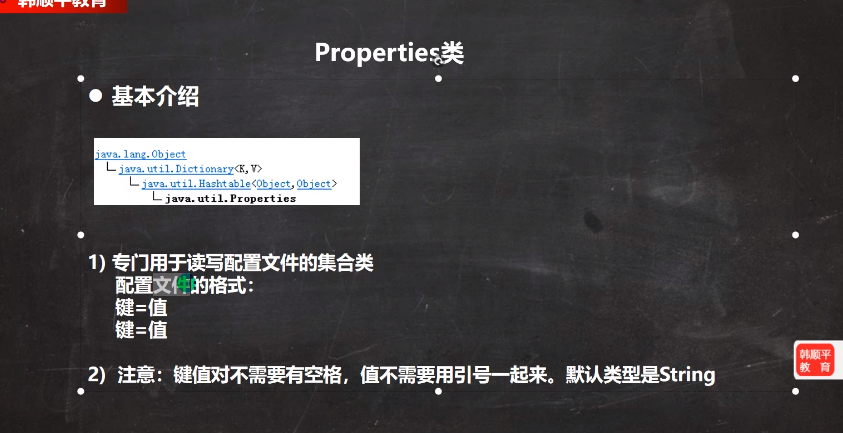 韩顺平教育
Properties类
基本介绍
java.lang.Object
java.util.Dictionary<K,V>
java.util.Hashtable<Object,Object>
java.util.Properties
1) 专门用于读写配置文件的集合类
配置文件的格式：
键=值
键=值
2) 注意：键值对不需要有空格，值不需要用引号一起来。默认类型是String
韩顺平
教 育